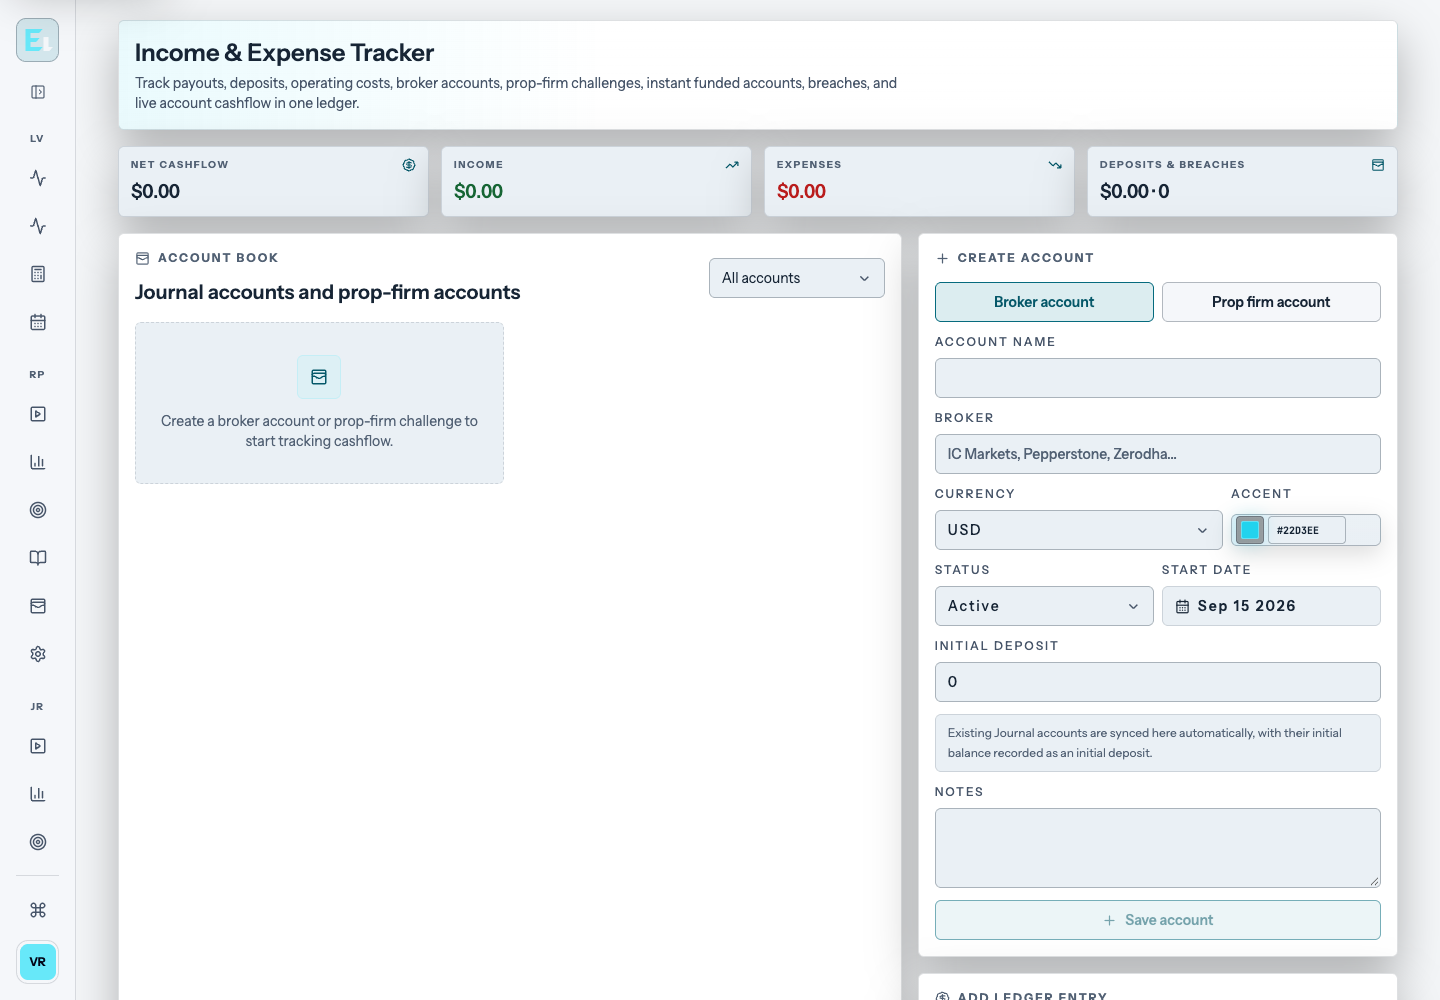 EL
LV
RP
JR
VR
Income & Expense Tracker
Track payouts, deposits, operating costs, broker accounts, prop-firm challenges, instant funded accounts, breaches, and
live account cashflow in one ledger.
NET CASHFLOW
$0.00
INCOME
$0.00
EXPENSES
$0.00
DEPOSITS & BREACHES
$0.00 · 0
ACCOUNT BOOK
Journal accounts and prop-firm accounts
All accounts
Create a broker account or prop-firm challenge to
start tracking cashflow.
CREATE ACCOUNT
Broker account
Prop firm account
ACCOUNT NAME
BROKER
IC Markets, Pepperstone, Zerodha...
CURRENCY
ACCENT
USD
#22D3EE
STATUS
START DATE
Active
Sep 15 2026
INITIAL DEPOSIT
0
Existing Journal accounts are synced here automatically, with their initial
balance recorded as an initial deposit.
NOTES
Save account
ADD LEDGER ENTRY